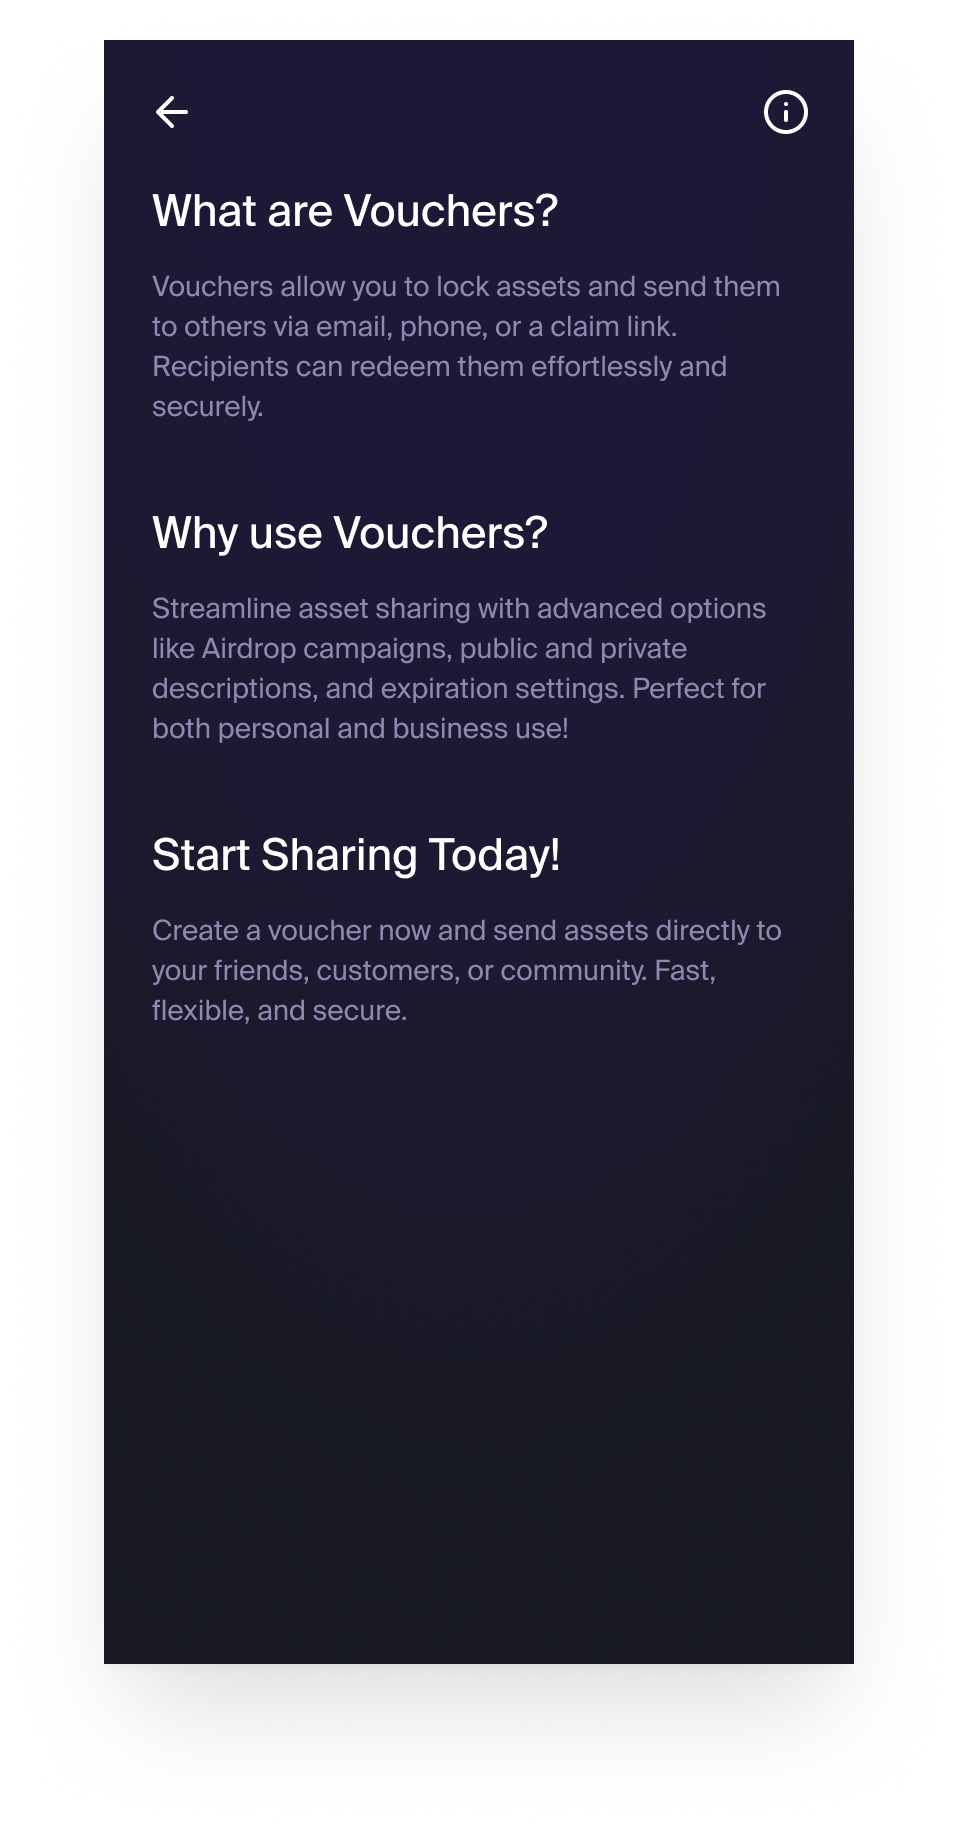 What are Vouchers?
Vouchers allow you to lock assets and send them
to others via email, phone, or a claim link.
Recipients can redeem them effortlessly and
securely.
Why use Vouchers?
Streamline asset sharing with advanced options
like Airdrop campaigns, public and private
descriptions, and expiration settings. Perfect for
both personal and business use!
Start Sharing Today!
Create a voucher now and send assets directly to
your friends, customers, or community. Fast,
flexible, and secure.